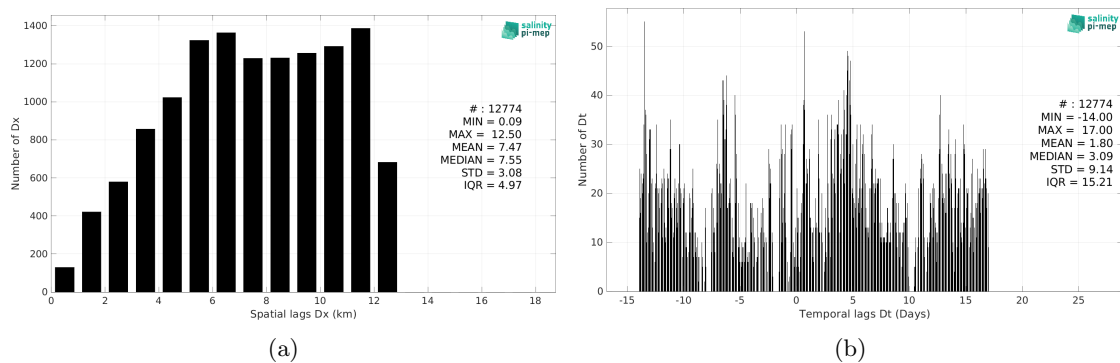 1400
1200
1000
800
600
400
200
0
Number of Dx
0 2 4 6 8 10 12 14 16 18
Spatial lags Dx (km)
salinity
pi-mep
# : 12774
MIN = 0.09
MAX = 12.50
MEAN = 7.47
MEDIAN = 7.55
STD = 3.08
IQR = 4.97
(a)
50
40
30
20
10
0
Number of Dt
-15 -10 -5 0 5 10 15 20 25
Temporal lags Dt (Days)
salinity
pi-mep
# : 12774
MIN = -14.00
MAX = 17.00
MEAN = 1.80
MEDIAN = 3.09
STD = 9.14
IQR = 15.21
(b)